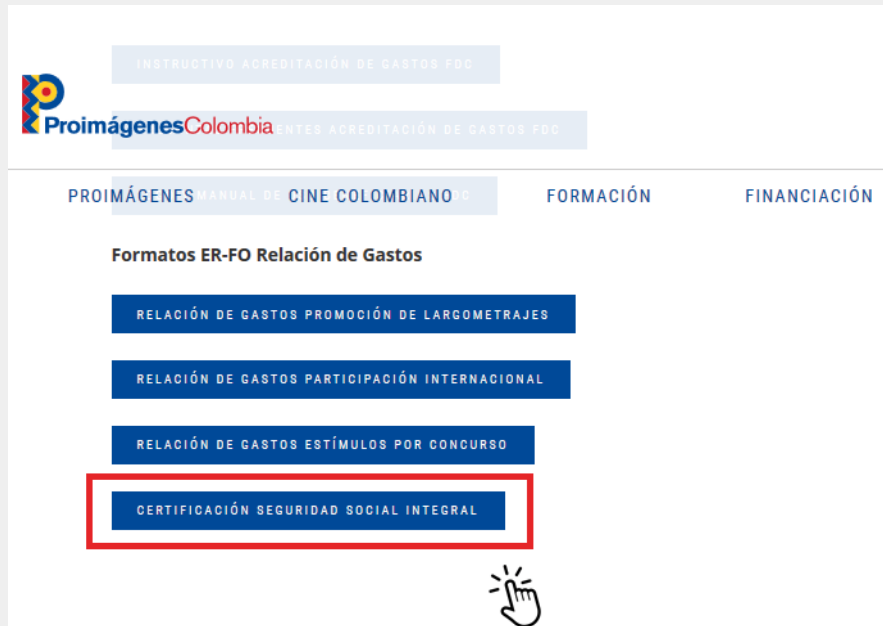 INSTRUCTIVO ACREDITACIÓN DE GASTOS FDC
ProimágenesColombia
ENTES ACREDITACIÓN DE GASTOS FDC
PROIMÁGENES
MANUAL DE
CINE COLOMBIANO
FORMACIÓN
FINANCIACIÓN
Formatos ER-FO Relación de Gastos
RELACIÓN DE GASTOS PROMOCIÓN DE LARGOMETRAJES
RELACIÓN DE GASTOS PARTICIPACIÓN INTERNACIONAL
RELACIÓN DE GASTOS ESTÍMULOS POR CONCURSO
CERTIFICACIÓN SEGURIDAD SOCIAL INTEGRAL